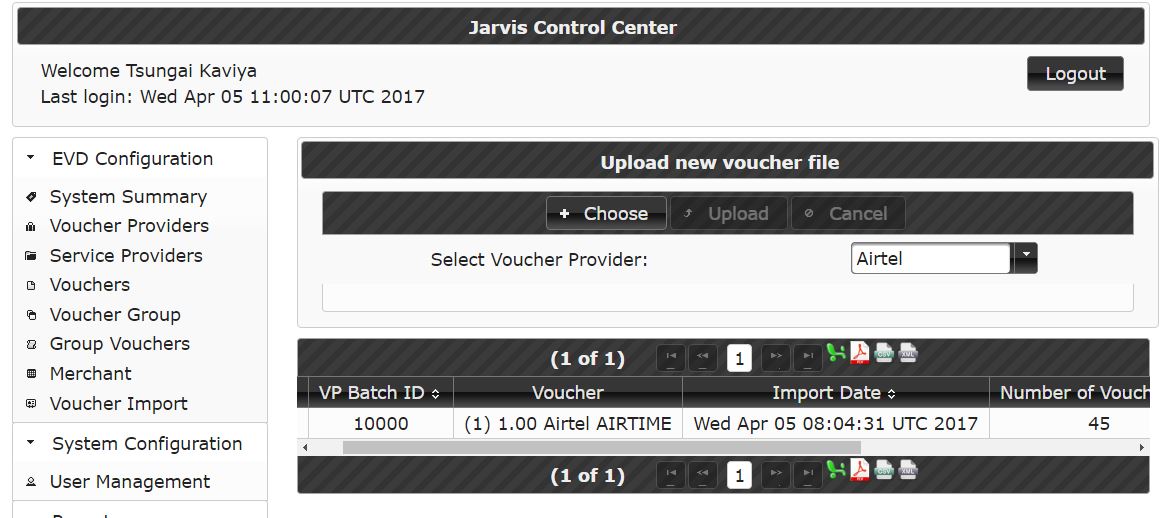 Jarvis Control Center
Welcome Tsungai Kaviya
Logout
Last login: Wed Apr 05 11:00:07 UTC 2017
EVD Configuration
System Summary
Voucher Providers
Service Providers
Vouchers
Voucher Group
Group Vouchers
Merchant
Voucher Import
System Configuration
User Management
Upload new voucher file
Choose Upload Cancel
Select Voucher Provider: Airtel
(1 of 1) 1
VP Batch ID Voucher Import Date Number of Vouch
10000 (1) 1.00 Airtel AIRTIME Wed Apr 05 08:04:31 UTC 2017 45
(1 of 1) 1